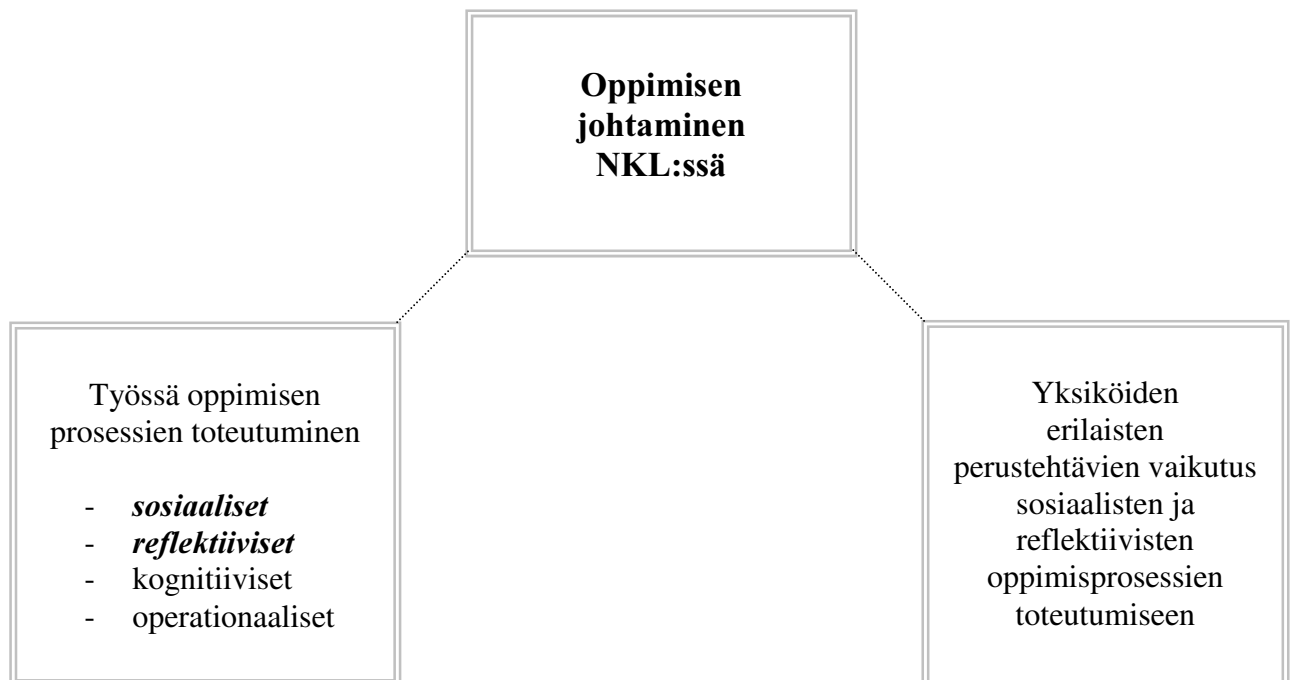 Oppimisen
johtaminen
NKL:ssä
Työssä oppimisen
prosessien toteutuminen
- sosiaaliset
- reflektiiviset
- kognitiiviset
- operationaaliset
Yksiköiden
erilaisten
perustehtävien vaikutus
sosiaalisten ja
reflektiivisten
oppimisprosessien
toteutumiseen